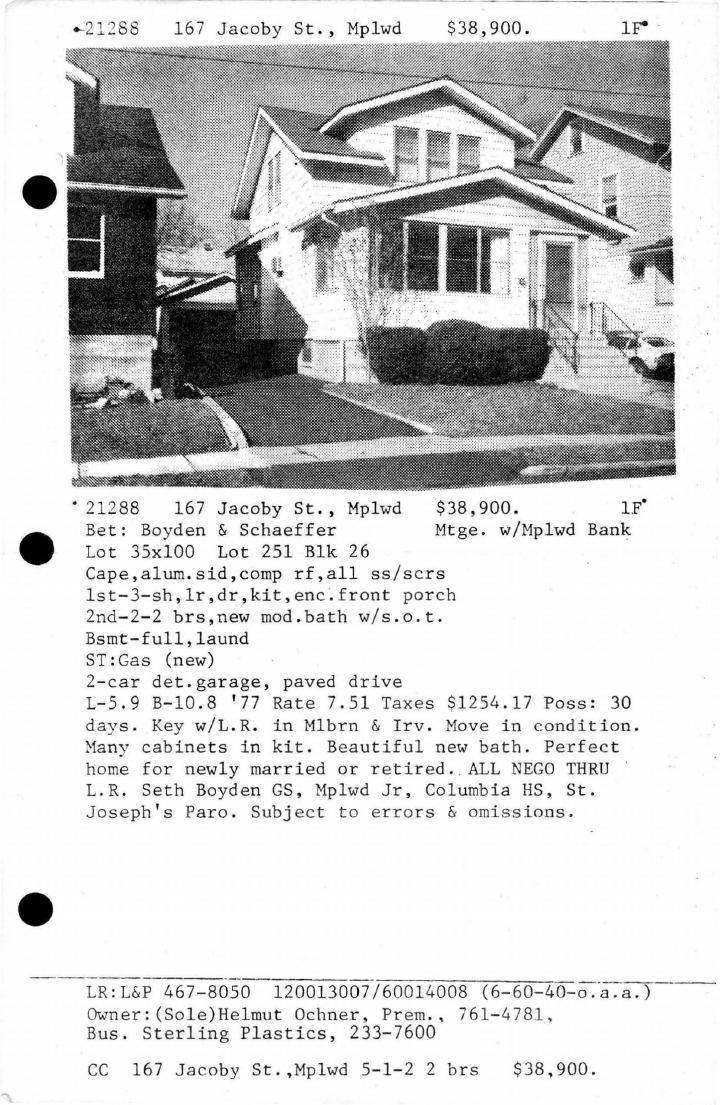 21288 167 Jacoby St., Mplwd $38,900. 1F
21288 167 Jacoby St., Mplwd $38,900. 1F
Bet: Boyden & Schaeffer Mtge. w/Mplwd Bank
Lot 35x100 Lot 251 Blk 26
Cape,alum.sid,comp rf,all ss/scrs
1st-3-sh,lr,dr,kit,enc.front porch
2nd-2-2 brs,new mod.bath w/s.o.t.
Bsmt-full,laund
ST:Gas (new)
2-car det.garage, paved drive
L-5.9 B-10.8 '77 Rate 7.51 Taxes $1254.17 Poss: 30
days. Key w/L.R. in Mlbrn & Irv. Move in condition.
Many cabinets in kit. Beautiful new bath. Perfect
home for newly married or retired. ALL NEGO THRU
L.R. Seth Boyden GS, Mplwd Jr, Columbia HS, St.
Joseph's Paro. Subject to errors & omissions.
LR:L&P 467-8050 120013007/60014008 (6-60-40-o.a.a.)
Owner:(Sole)Helmut Ochner, Prem., 761-4781,
Bus. Sterling Plastics, 233-7600
CC 167 Jacoby St.,Mplwd 5-1-2 2 brs $38,900.